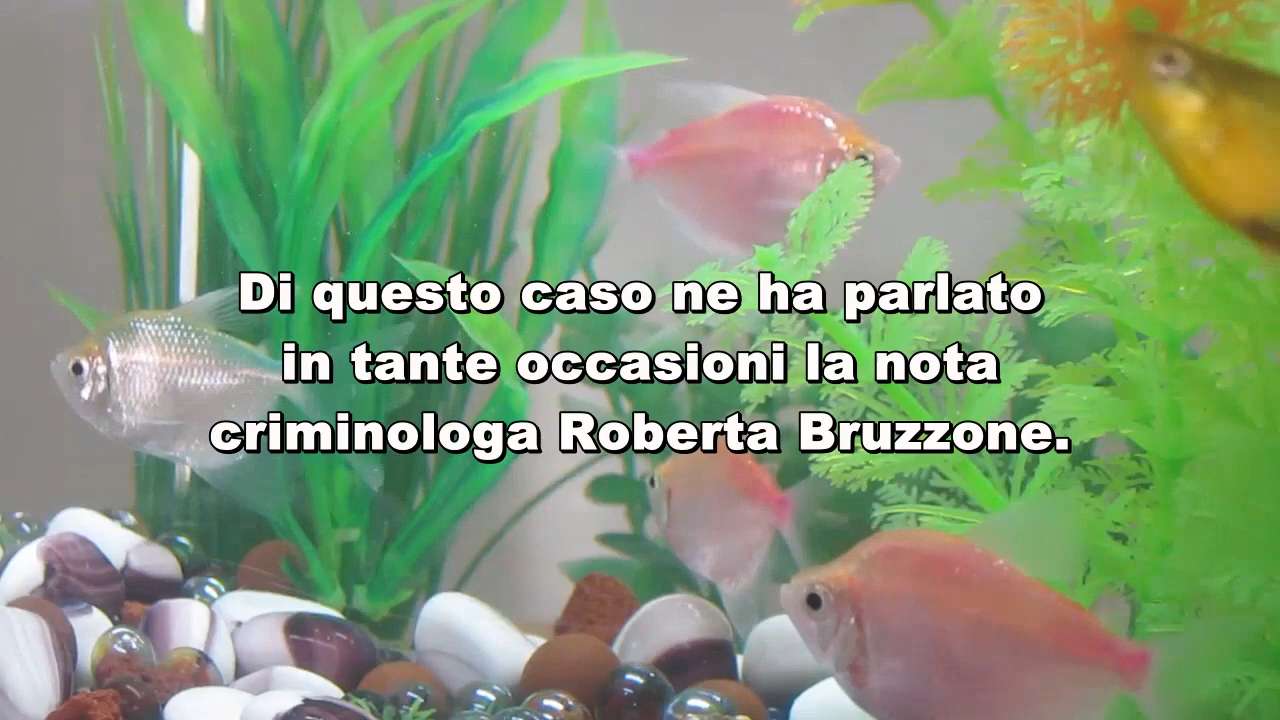 Di questo caso ne ha parlato
in tante occasioni la nota
criminologa Roberta Bruzzone.